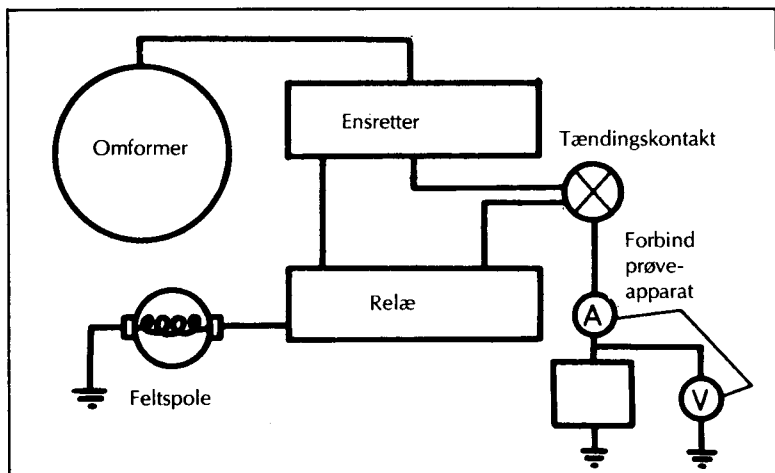 Omformer
Ensretter
Tændingskontakt
Forbind
prøve-
apparat
Relæ
A
Feltspole
V